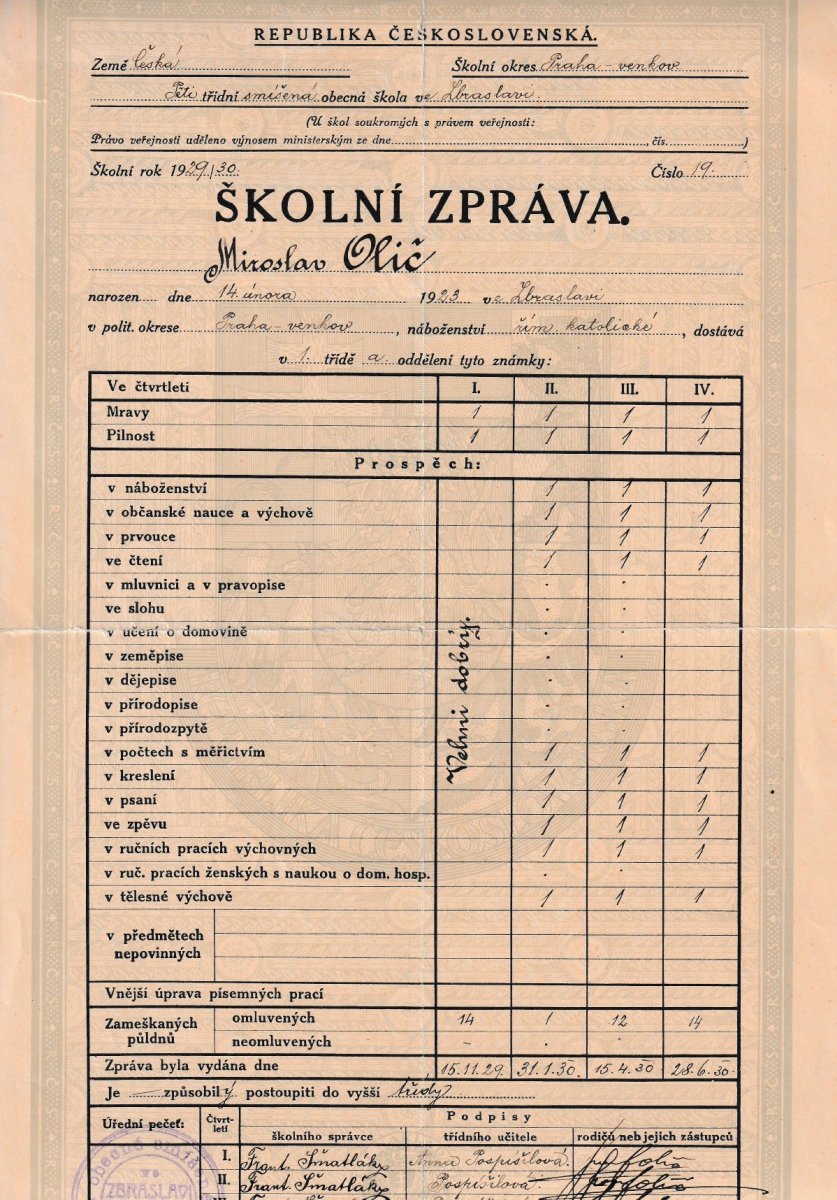 REPUBLIKA ČESKOSLOVENSKÁ.
Země Česká Školní okres Praha-venkov
Pěti třídní smíšená obecná škola ve Zbraslavi.
(U škol soukromých s právem veřejnosti:
Právo veřejnosti uděleno výnosem ministerským ze dne , čís. )
Školní rok 1929/30. Číslo 19.
ŠKOLNÍ ZPRÁVA.
Miroslav Olič
narozen dne 14. února 1923 ve Zbraslavi
v polit. okrese Praha-venkov, náboženství řím. katolické, dostává
v 1. třídě a oddělení tyto známky:
Ve čtvrtletí I. II. III. IV.
Mravy 1 1 1 1
Pilnost 1 1 1 1
Prospěch:
v náboženství 1 1 1
v občanské nauce a výchově 1 1 1
v prvouce 1 1 1
ve čtení 1 1 1
v mluvnici a v pravopise . .
ve slohu . .
v učení o domovině . .
v zeměpise . .
v dějepise . .
v přírodopise . .
v přírodozpytě . .
v počtech s měřictvím 1 1 1
v kreslení 1 1 1
v psaní 1 1 1
ve zpěvu 1 1 1
v ručních pracích výchovných 1 1 1
v ruč. pracích ženských s naukou o dom. hosp. . .
v tělesné výchově 1 1 1
Velmi dobrý.
v předmětech
nepovinných
Vnější úprava písemných prací
Zameškaných
půldnů
omluvených 14 1 12 14
neomluvených - . . .
Zpráva byla vydána dne 15.11.29. 31.1.30. 15.4.30 28.6.30.
Je způsobilý postoupiti do vyšší třídy
Úřední pečeť: Čtvrt-
letí
Podpisy
školního správce třídního učitele rodičů neb jejich zástupců
I. Frant. Šmatlák Anna Pospíšilová. Olič
II. Frant. Šmatlák Pospíšilová. Olič
ve
ZBRASLAVI